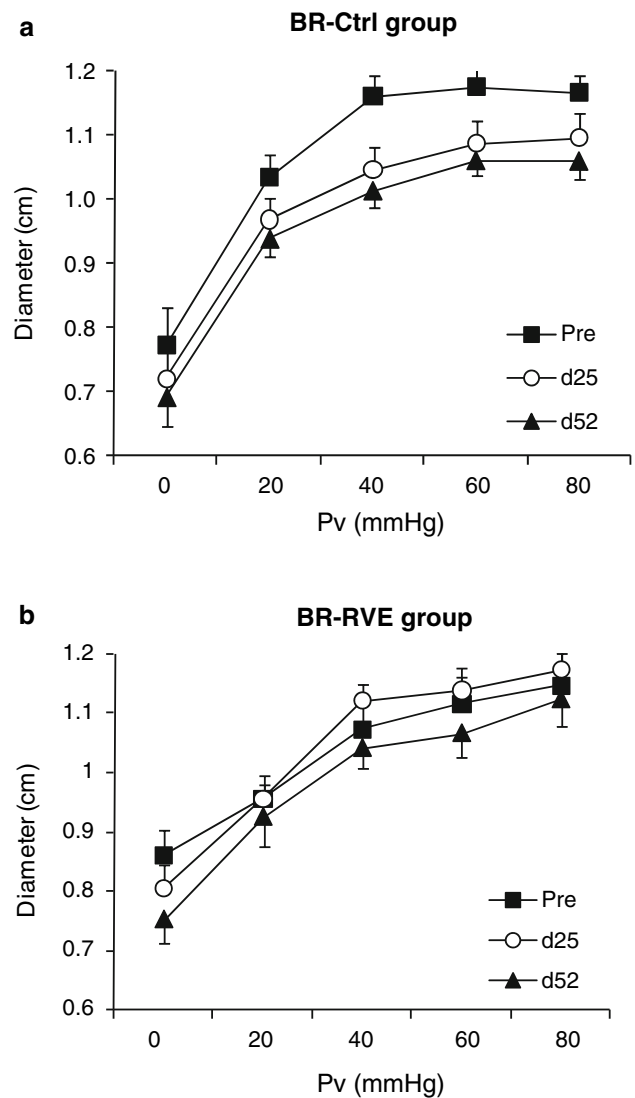 a
BR-Ctrl group
1.2
1.1
1.0
0.9
0.8
0.7
0.6
Diameter (cm)
Pre
d25
d52
0 20 40 60 80
Pv (mmHg)
b
BR-RVE group
1.2
1.1
1
0.9
0.8
0.7
0.6
Diameter (cm)
Pre
d25
d52
0 20 40 60 80
Pv (mmHg)